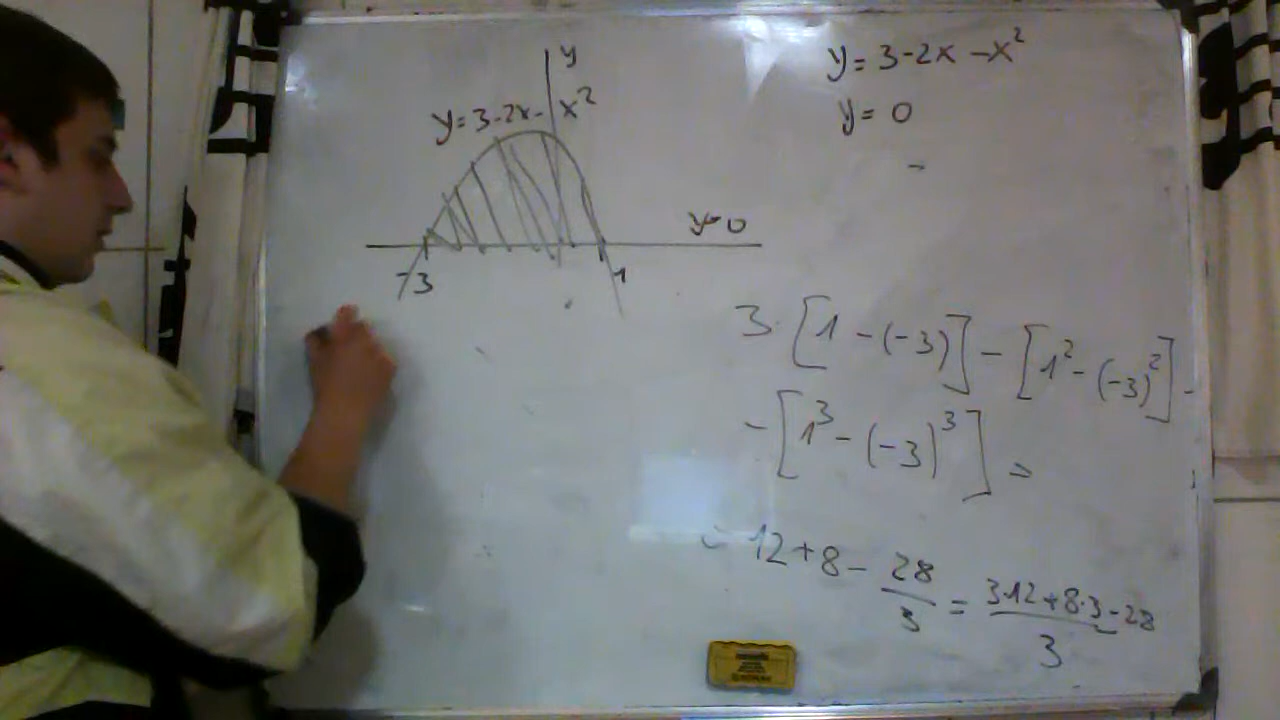 y
y=3-2x-x²
y=0
-3
1
y=3-2x-x²
y=0
3·[1-(-3)]-[1²-(-3)²]-
-[1³-(-3)³]=
=12+8-28/3=(3·12+8·3-28)/3